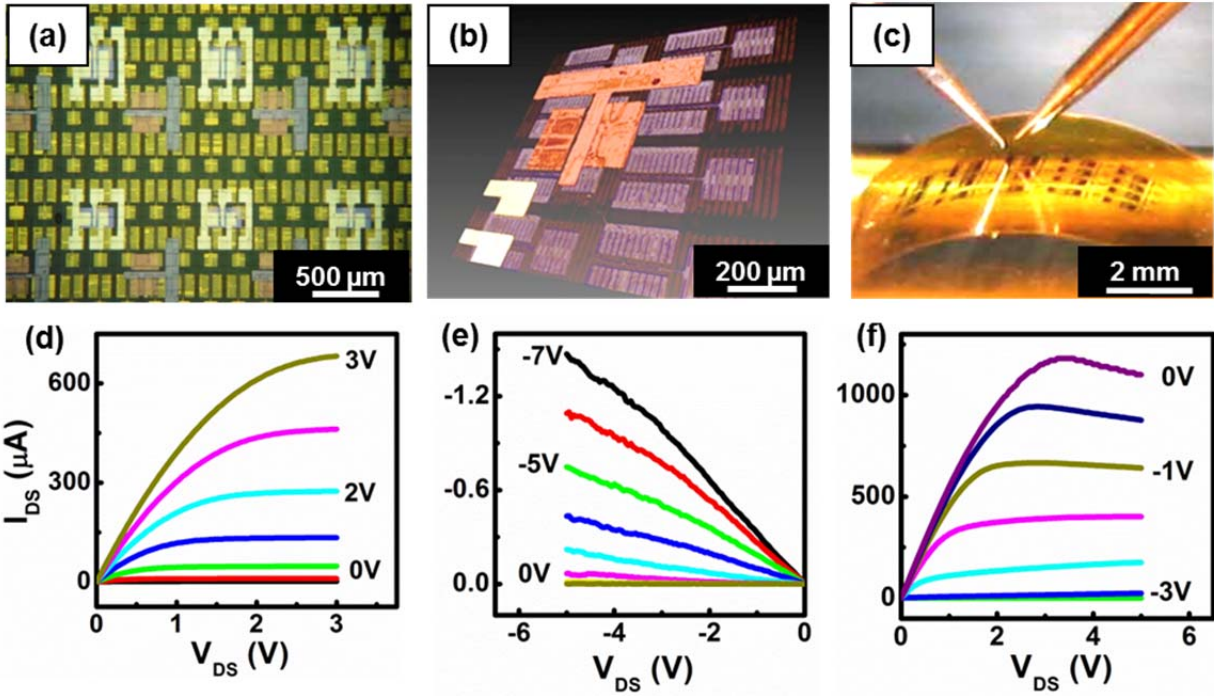 (a)
500 µm
(b)
200 µm
(c)
2 mm
(d)
3V
2V
0V
600
300
0
0 1 2 3
I_DS (µA)
V_DS (V)
(e)
-7V
-5V
0V
-1.2
-0.6
0.0
-6 -4 -2 0
V_DS (V)
(f)
0V
-1V
-3V
1000
500
0
0 2 4 6
V_DS (V)